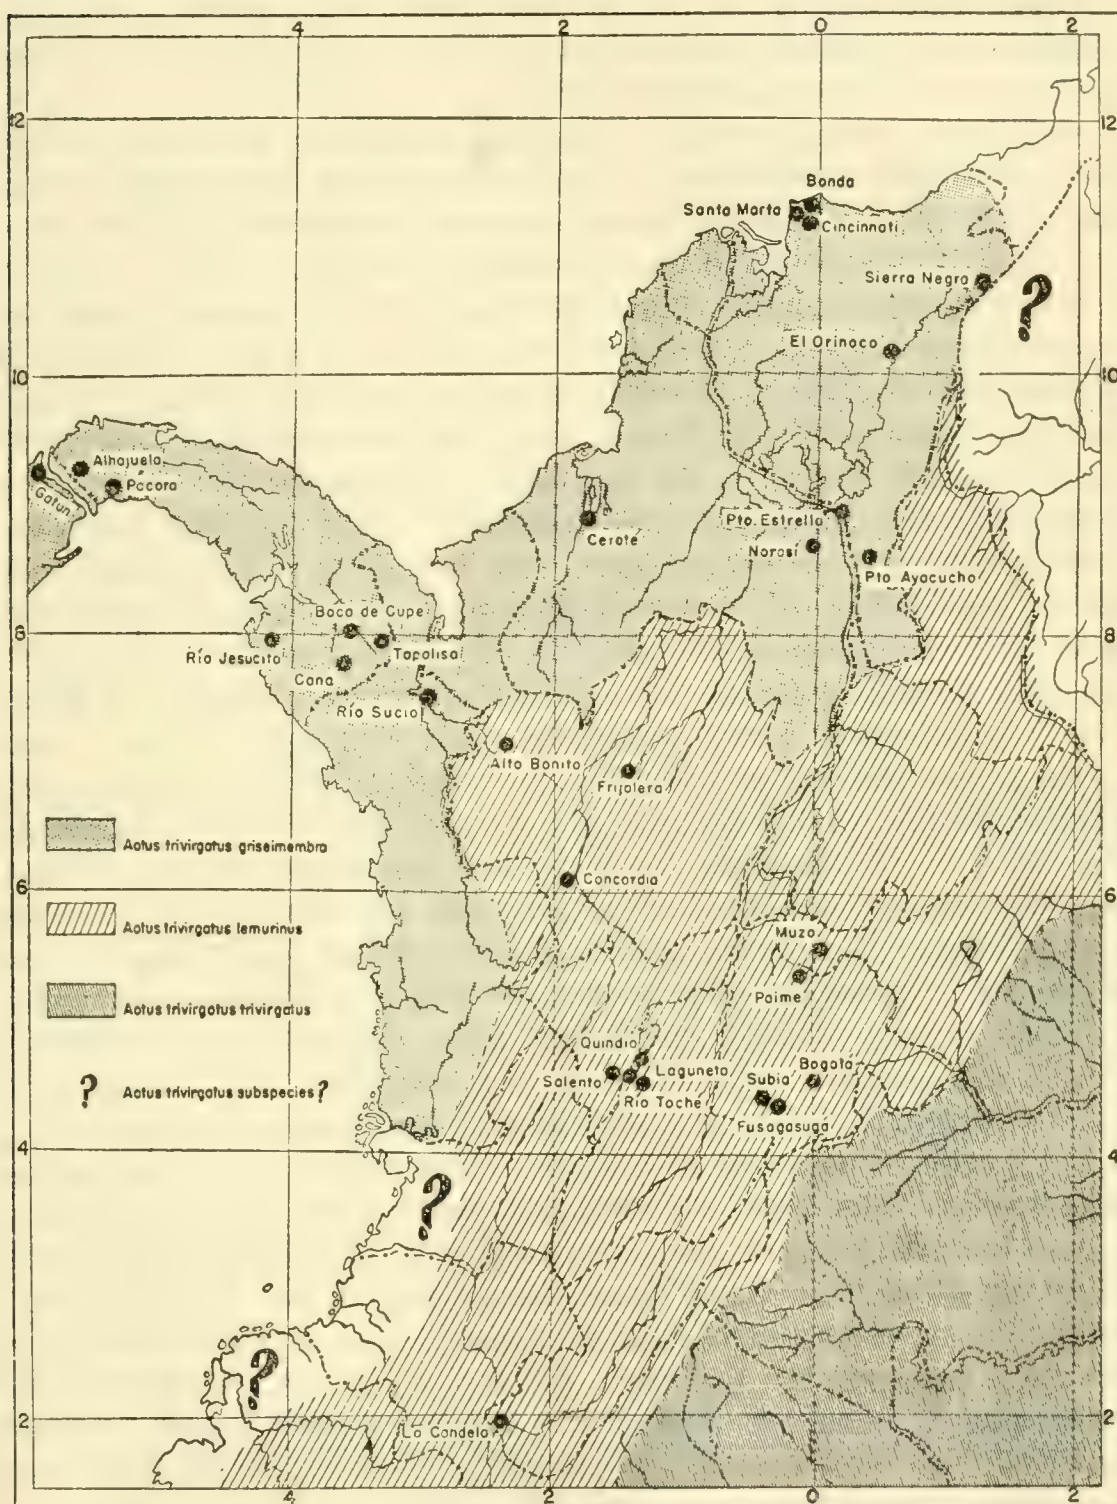 4 2 0 2
12 12
Bonda
Santa Marta
Cincinnati
Sierra Negra
?
El Orinoco
10 10
Alhajuela
Pacora
Gatun
Cerote
Pto. Estrella
Norosí
Pto Ayacucho
Boca de Cupe
8 8
Río Jesucito
Tapalisa
Cana
Río Sucio
Alto Bonito
Frijolera
Aotus trivirgatus griseimembra
Concordia
6 6
Aotus trivirgatus lemurinus
Muzo
Paime
Aotus trivirgatus trivirgatus
Quindio
Laguneta
Bogota
Salento
Subia
? Aotus trivirgatus subspecies?
Río Toche
Fusagasuga
4 4
?
?
2 2
La Candela
4 2 0 2